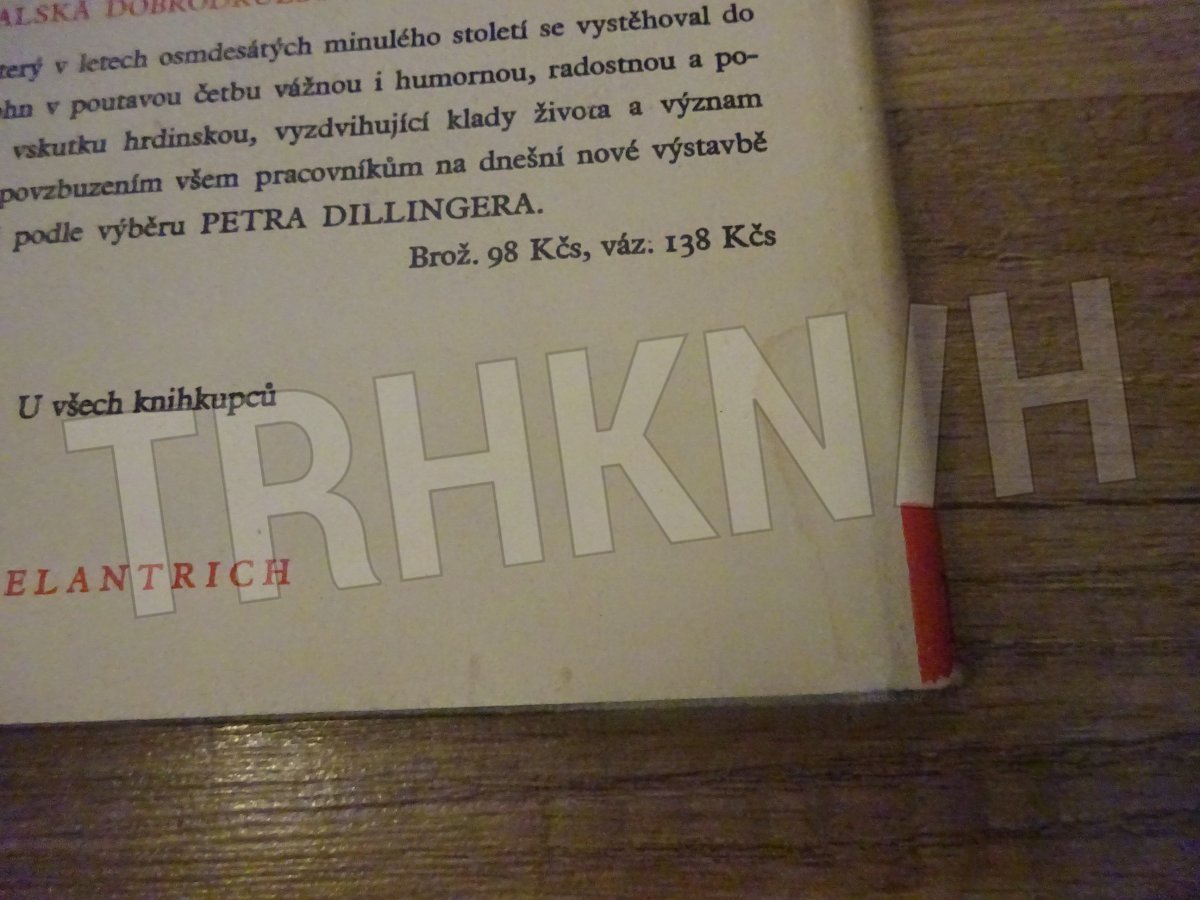 ALSKÁ
terý v letech osmdesátých minulého století se vystěhoval do
ohn v poutavou četbu vážnou i humornou, radostnou a po-
vskutku hrdinskou, vyzdvihující klady života a význam
povzbuzením všem pracovníkům na dnešní nové výstavbě
podle výběru PETRA DILLINGERA.
Brož. 98 Kčs, váz. 138 Kčs
U všech knihkupců
ELANTRICH
TRHKNIH